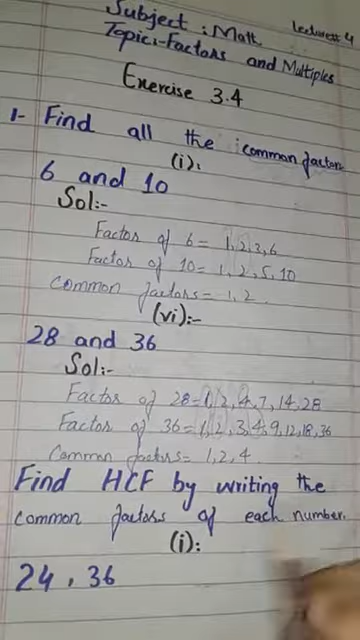 Subject : Math
Lecture # 4
Topic:- Factors and Multiples
Exercise 3.4
1- Find all the common factors
(i):
6 and 10
Sol:-
Factor of 6 = 1, 2, 3, 6
Factor of 10 = 1, 2, 5, 10
Common factors = 1, 2.
(vi):-
28 and 36
Sol:-
Factor of 28 = 1, 2, 4, 7, 14, 28
Factor of 36 = 1, 2, 3, 4, 9, 12, 18, 36
Common factors = 1, 2, 4
Find HCF by writing the
common factors of each number.
(i):
24, 36